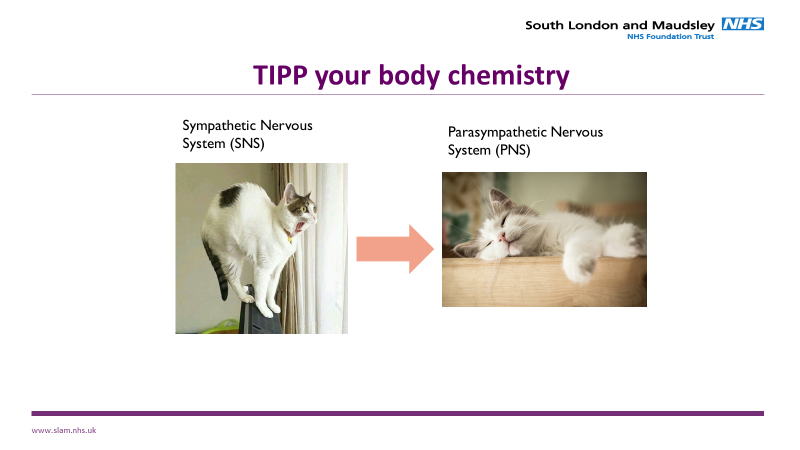 South London and Maudsley NHS
NHS Foundation Trust
TIPP your body chemistry
Sympathetic Nervous
System (SNS)
Parasympathetic Nervous
System (PNS)
www.slam.nhs.uk